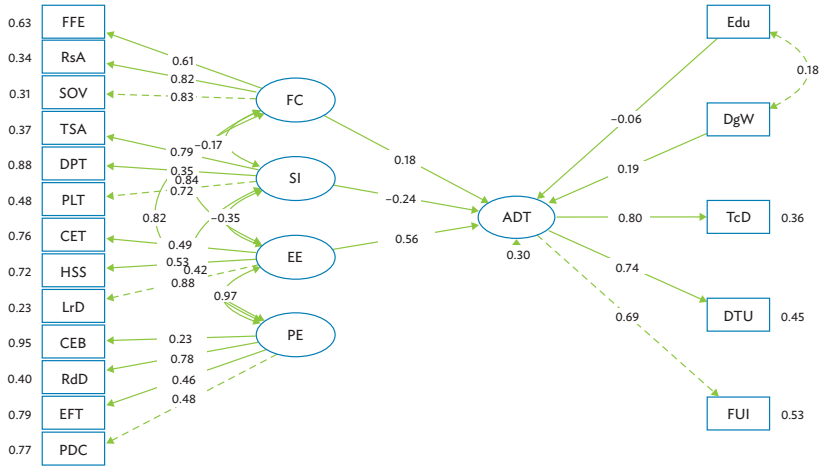 0.63 FFE
0.34 RsA
0.31 SOV
0.37 TSA
0.88 DPT
0.48 PLT
0.76 CET
0.72 HSS
0.23 LrD
0.95 CEB
0.40 RdD
0.79 EFT
0.77 PDC
0.61
0.82
0.83
−0.17
0.79
0.35
0.84
0.72
0.82
−0.35
0.49
0.53
0.42
0.88
0.97
0.23
0.78
0.46
0.48
FC
SI
EE
PE
0.18
−0.24
0.56
ADT
0.30
−0.06
0.19
0.80
0.74
0.69
Edu
0.18
DgW
TcD 0.36
DTU 0.45
FUI 0.53